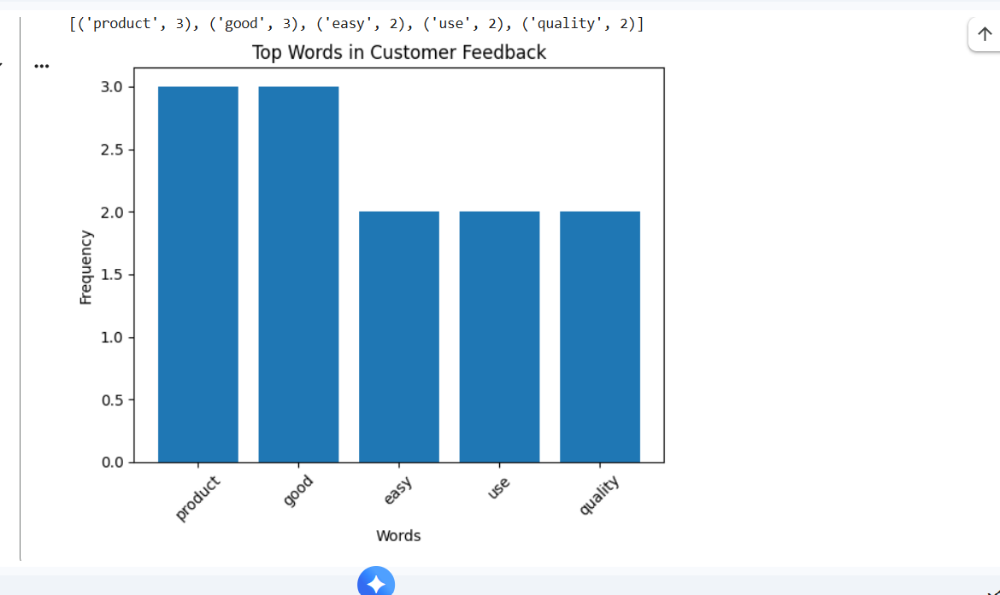 [('product', 3), ('good', 3), ('easy', 2), ('use', 2), ('quality', 2)]
Top Words in Customer Feedback
3.0
2.5
2.0
1.5
1.0
0.5
0.0
Frequency
product
good
easy
use
quality
Words